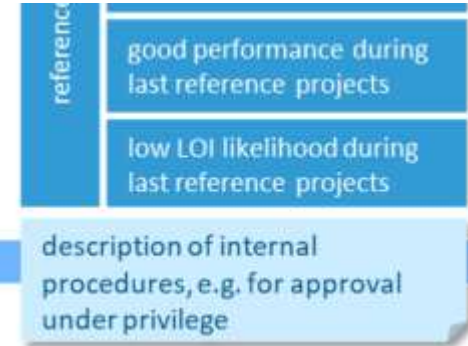 reference
good performance during
last reference projects
low LOI likelihood during
last reference projects
description of internal
procedures, e.g. for approval
under privilege